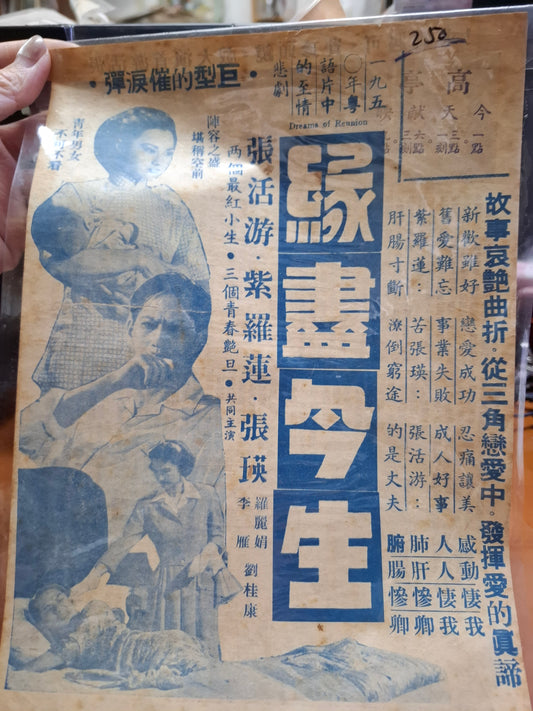 250
高
今天献
一點
故事哀艷曲折 從三角戀愛中。發揮愛的眞諦
新歡雖好 戀愛成功 忍痛讓美 感動悽我
舊愛難忘 事業失敗 成人好事 人人悽我
紫羅蓮： 苦張瑛： 張活游： 肺肝慘卿
肝腸寸斷 潦倒窮途 的是丈夫 腑腸慘卿
一九五
〇年粵
語片中
的至情
悲劇
Dreams of Reunion
緣盡今生
•巨型的催淚彈•
張活游•紫羅蓮•張瑛
羅麗娟 劉桂康
李雁
兩個最紅小生•三個青春艷旦•共同主演
陣容之盛
堪稱空前
青年男女
不可不看